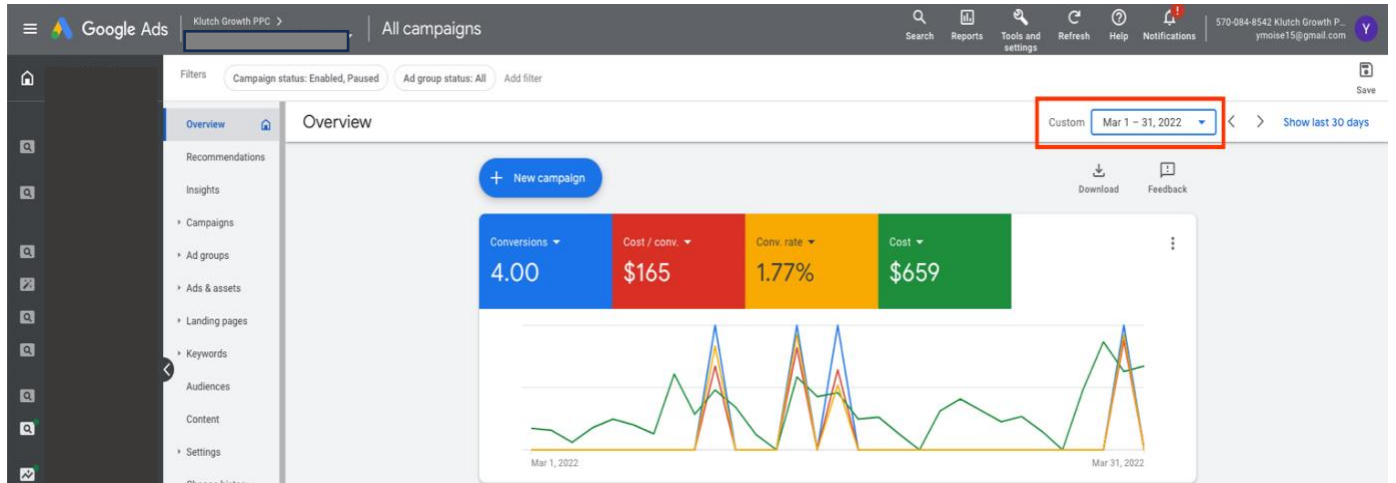 Google Ads
Klutch Growth PPC
All campaigns
Search
Reports
Tools and
settings
Refresh
Help
Notifications
570-084-8542 Klutch Growth P...
ymoise15@gmail.com
Y
Filters
Campaign status: Enabled, Paused
Ad group status: All
Add filter
Save
Overview
Recommendations
Insights
Campaigns
Ad groups
Ads & assets
Landing pages
Keywords
Audiences
Content
Settings
Overview
Custom
Mar 1 – 31, 2022
Show last 30 days
+ New campaign
Download
Feedback
Conversions
4.00
Cost / conv.
$165
Conv. rate
1.77%
Cost
$659
Mar 1, 2022
Mar 31, 2022